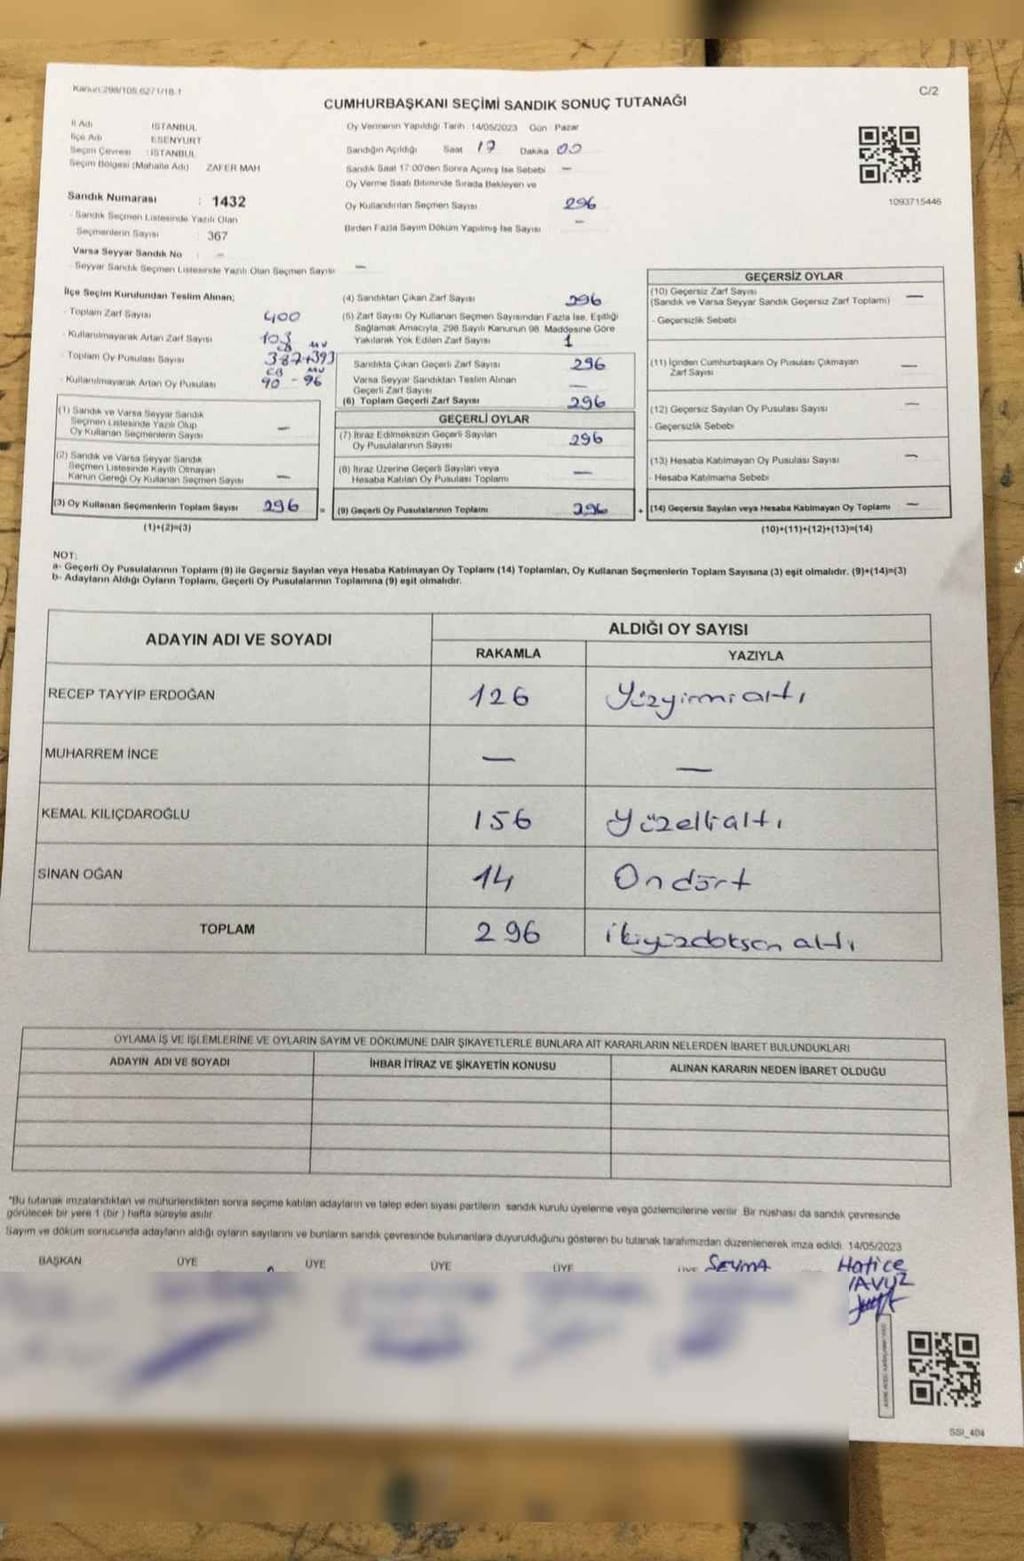 Kanun:298/105.6271/18.1
C/2
CUMHURBAŞKANI SEÇİMİ SANDIK SONUÇ TUTANAĞI
İl Adı : İSTANBUL
İlçe Adı : ESENYURT
Seçim Çevresi : İSTANBUL
Seçim Bölgesi (Mahalle Adı) ZAFER MAH
Oy Vermenin Yapıldığı Tarih 14/05/2023 Gün Pazar
Sandığın Açıldığı Saat 17 Dakika 00
Sandık Saat 17:00'den Sonra Açımış İse Sebebi —
Oy Verme Saati Bitiminde Sırada Bekleyen ve
Oy Kullandırılan Seçmen Sayısı 296
Birden Fazla Sayım Döküm Yapılmış İse Sayısı —
1093715446
Sandık Numarası : 1432
- Sandık Seçmen Listesinde Yazılı Olan
Seçmenlerin Sayısı : 367
Varsa Seyyar Sandık No : —
- Seyyar Sandık Seçmen Listesinde Yazılı Olan Seçmen Sayısı —
İlçe Seçim Kurulundan Teslim Alınan;
- Toplam Zarf Sayısı 400
- Kullanılmayarak Artan Zarf Sayısı 103
CB MV
- Toplam Oy Pusulası Sayısı 387+393
CB MV
- Kullanılmayarak Artan Oy Pusulası 90 - 96
(1) Sandık ve Varsa Seyyar Sandık
Seçmen Listesinde Yazılı Olup
Oy Kullanan Seçmenlerin Sayısı —
(2) Sandık ve Varsa Seyyar Sandık
Seçmen Listesinde Kayıtlı Olmayan
Kanun Gereği Oy Kullanan Seçmen Sayısı —
(3) Oy Kullanan Seçmenlerin Toplam Sayısı 296 =
(1)+(2)=(3)
(4) Sandıktan Çıkan Zarf Sayısı 296
(5) Zarf Sayısı Oy Kullanan Seçmen Sayısından Fazla İse, Eşitliği
Sağlamak Amacıyla, 298 Sayılı Kanunun 98. Maddesine Göre
Yakılarak Yok Edilen Zarf Sayısı 1
Sandıkta Çıkan Geçerli Zarf Sayısı 296
Varsa Seyyar Sandıktan Teslim Alınan
Geçerli Zarf Sayısı —
(6) Toplam Geçerli Zarf Sayısı 296
GEÇERLİ OYLAR
(7) İtiraz Edilmeksizin Geçerli Sayılan
Oy Pusulalarının Sayısı 296
(8) İtiraz Üzerine Geçerli Sayılan veya
Hesaba Katılan Oy Pusulası Toplamı —
(9) Geçerli Oy Pusulalarının Toplamı 296 +
GEÇERSİZ OYLAR
(10) Geçersiz Zarf Sayısı
(Sandık ve Varsa Seyyar Sandık Geçersiz Zarf Toplamı) —
- Geçersizlik Sebebi
(11) İçinden Cumhurbaşkanı Oy Pusulası Çıkmayan
Zarf Sayısı —
(12) Geçersiz Sayılan Oy Pusulası Sayısı —
- Geçersizlik Sebebi
(13) Hesaba Katılmayan Oy Pusulası Sayısı —
- Hesaba Katılmama Sebebi
(14) Geçersiz Sayılan veya Hesaba Katılmayan Oy Toplamı —
(10)+(11)+(12)+(13)=(14)
NOT:
a- Geçerli Oy Pusulalarının Toplamı (9) ile Geçersiz Sayılan veya Hesaba Katılmayan Oy Toplamı (14) Toplamları, Oy Kullanan Seçmenlerin Toplam Sayısına (3) eşit olmalıdır. (9)+(14)=(3)
b- Adayların Aldığı Oyların Toplamı, Geçerli Oy Pusulalarının Toplamına (9) eşit olmalıdır.
ADAYIN ADI VE SOYADI
ALDIĞI OY SAYISI
RAKAMLA YAZIYLA
RECEP TAYYİP ERDOĞAN 126 Yüzyirmialtı
MUHARREM İNCE — —
KEMAL KILIÇDAROĞLU 156 Yüzellialtı
SİNAN OĞAN 14 Ondört
TOPLAM 296 ikiyüzdoksan altı
OYLAMA İŞ VE İŞLEMLERİNE VE OYLARIN SAYIM VE DÖKÜMÜNE DAİR ŞİKAYETLERLE BUNLARA AİT KARARLARIN NELERDEN İBARET BULUNDUKLARI
ADAYIN ADI VE SOYADI İHBAR İTİRAZ VE ŞİKAYETİN KONUSU ALINAN KARARIN NEDEN İBARET OLDUĞU
"Bu tutanak imzalandıktan ve mühürlendikten sonra seçime katılan adayların ve talep eden siyasi partilerin sandık kurulu üyelerine veya gözlemcilerine verilir. Bir nüshası da sandık çevresinde
görülecek bir yere 1 (bir ) hafta süreyle asılır.
Sayım ve döküm sonucunda adayların aldığı oyların sayılarını ve bunların sandık çevresinde bulunanlara duyurulduğunu gösteren bu tutanak tarafımızdan düzenlenerek imza edildi. 14/05/2023
BAŞKAN ÜYE ÜYE ÜYE ÜYE ÜYE SEYMA Hatice
YAVUZ
SSI_404